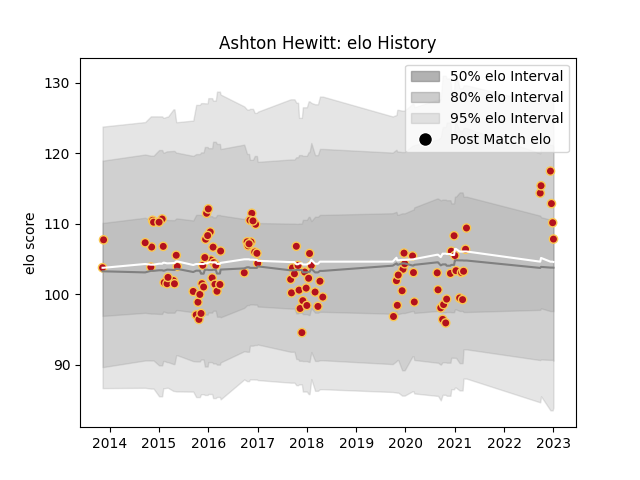 Ashton Hewitt: elo History
50% elo Interval
80% elo Interval
95% elo Interval
Post Match elo
elo score
130
120
110
100
90
2014 2015 2016 2017 2018 2019 2020 2021 2022 2023